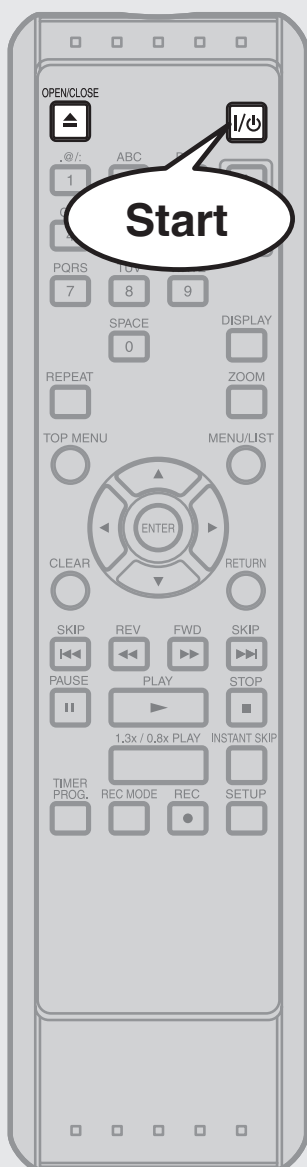 OPEN/CLOSE
I/
.@/: ABC
1
Start
PQRS TUV
7 8 9
SPACE DISPLAY
0
REPEAT ZOOM
TOP MENU MENU/LIST
ENTER
CLEAR RETURN
SKIP REV FWD SKIP
PAUSE PLAY STOP
1.3x / 0.8x PLAY INSTANT SKIP
TIMER
PROG. REC MODE REC SETUP